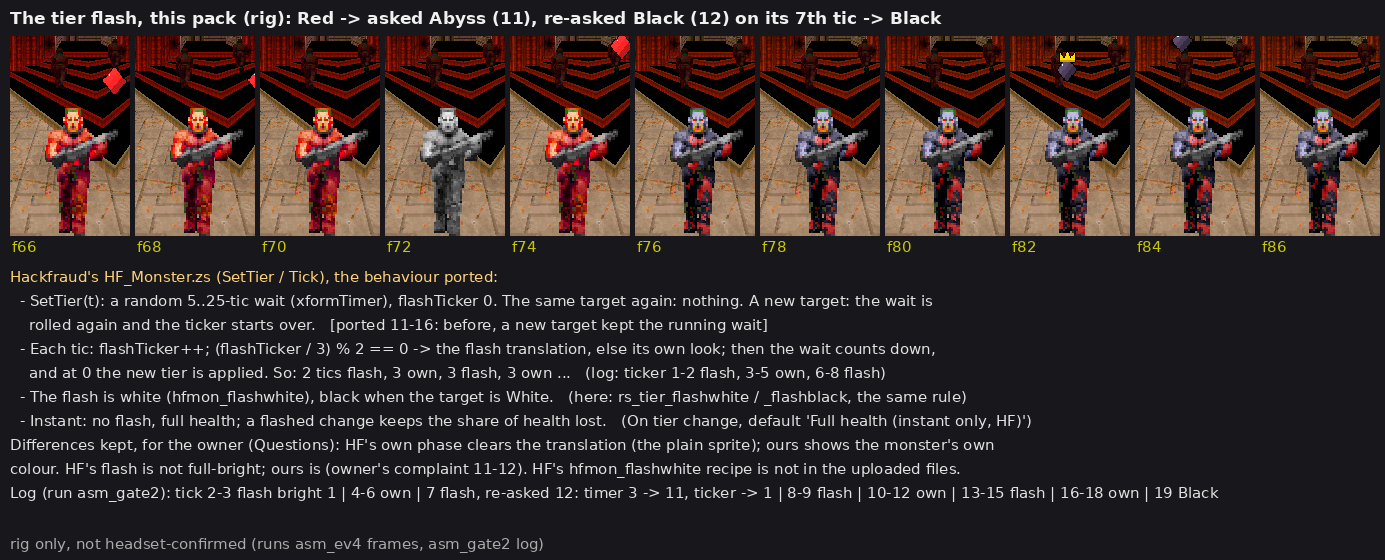 The tier flash, this pack (rig): Red -> asked Abyss (11), re-asked Black (12) on its 7th tic -> Black
f66 f68 f70 f72 f74 f76 f78 f80 f82 f84 f86
Hackfraud's HF_Monster.zs (SetTier / Tick), the behaviour ported:
- SetTier(t): a random 5..25-tic wait (xformTimer), flashTicker 0. The same target again: nothing. A new target: the wait is
rolled again and the ticker starts over.   [ported 11-16: before, a new target kept the running wait]
- Each tic: flashTicker++; (flashTicker / 3) % 2 == 0 -> the flash translation, else its own look; then the wait counts down,
and at 0 the new tier is applied. So: 2 tics flash, 3 own, 3 flash, 3 own ...   (log: ticker 1-2 flash, 3-5 own, 6-8 flash)
- The flash is white (hfmon_flashwhite), black when the target is White.   (here: rs_tier_flashwhite / _flashblack, the same rule)
- Instant: no flash, full health; a flashed change keeps the share of health lost.   (On tier change, default 'Full health (instant only, HF)')
Differences kept, for the owner (Questions): HF's own phase clears the translation (the plain sprite); ours shows the monster's own
colour. HF's flash is not full-bright; ours is (owner's complaint 11-12). HF's hfmon_flashwhite recipe is not in the uploaded files.
Log (run asm_gate2): tick 2-3 flash bright 1 | 4-6 own | 7 flash, re-asked 12: timer 3 -> 11, ticker -> 1 | 8-9 flash | 10-12 own | 13-15 flash | 16-18 own | 19 Black
rig only, not headset-confirmed (runs asm_ev4 frames, asm_gate2 log)